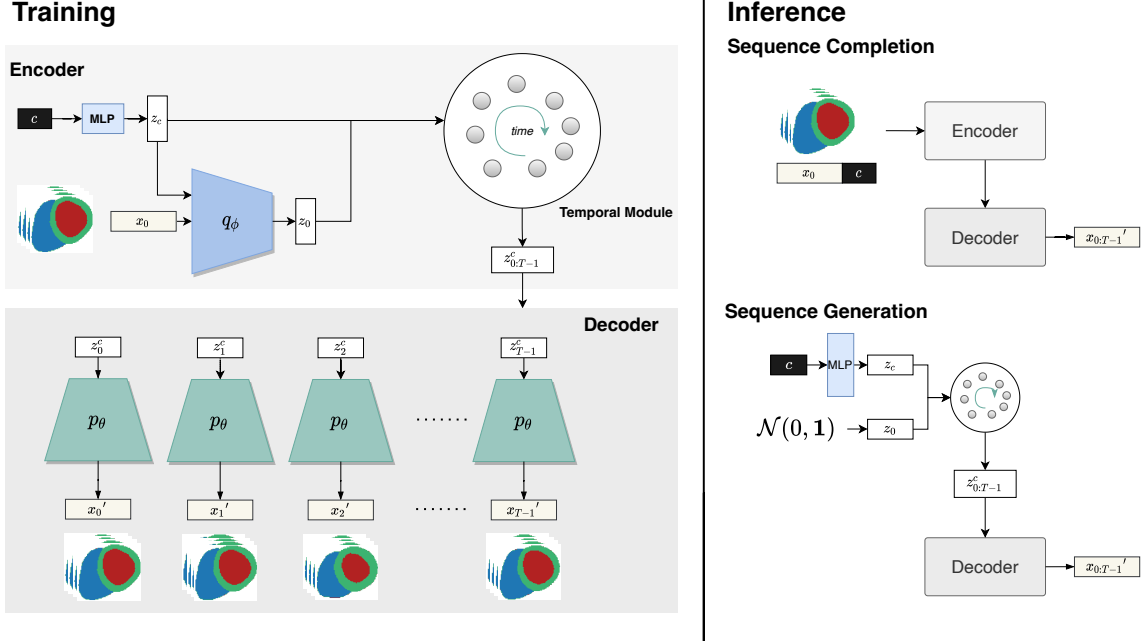 Training
Encoder
c
MLP
z_c
x_0
q_ϕ
z_0
time
Temporal Module
z^c_{0:T−1}
Decoder
z^c_0 z^c_1 z^c_2 z^c_{T−1}
p_θ p_θ p_θ ....... p_θ
x_0′ x_1′ x_2′ ....... x_{T−1}′
Inference
Sequence Completion
x_0 c
Encoder
Decoder
x_{0:T−1}′
Sequence Generation
c
MLP
z_c
𝒩(0, 1)
z_0
z^c_{0:T−1}
Decoder
x_{0:T−1}′